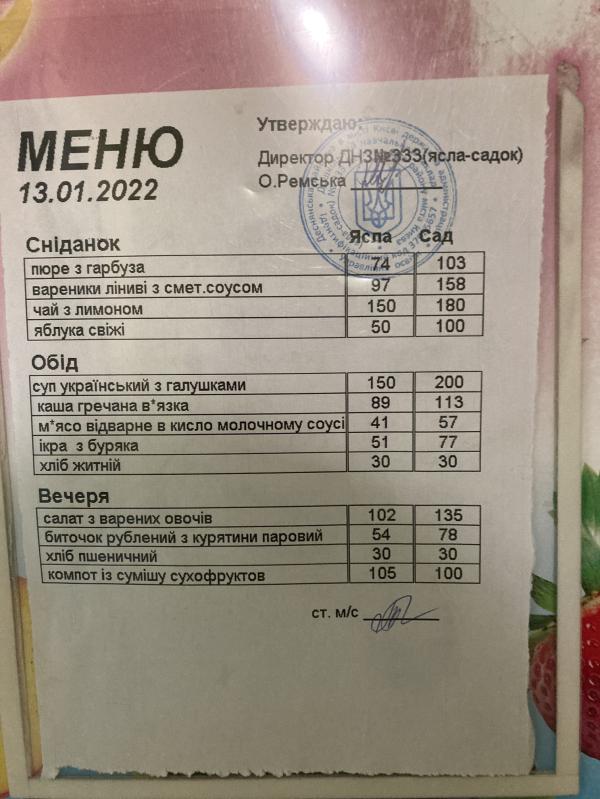 МЕНЮ
13.01.2022
Утверждаю:
Директор ДНЗ№333(ясла-садок)
О.Ремська
Сніданок Ясла Сад
пюре з гарбуза 74 103
вареники ліниві з смет.соусом 97 158
чай з лимоном 150 180
яблука свіжі 50 100
Обід
суп український з галушками 150 200
каша гречана в*язка 89 113
м*ясо відварне в кисло молочному соусі 41 57
ікра з буряка 51 77
хліб житній 30 30
Вечеря
салат з варених овочів 102 135
биточок рублений з курятини паровий 54 78
хліб пшеничний 30 30
компот із сумішу сухофруктов 105 100
ст. м/с